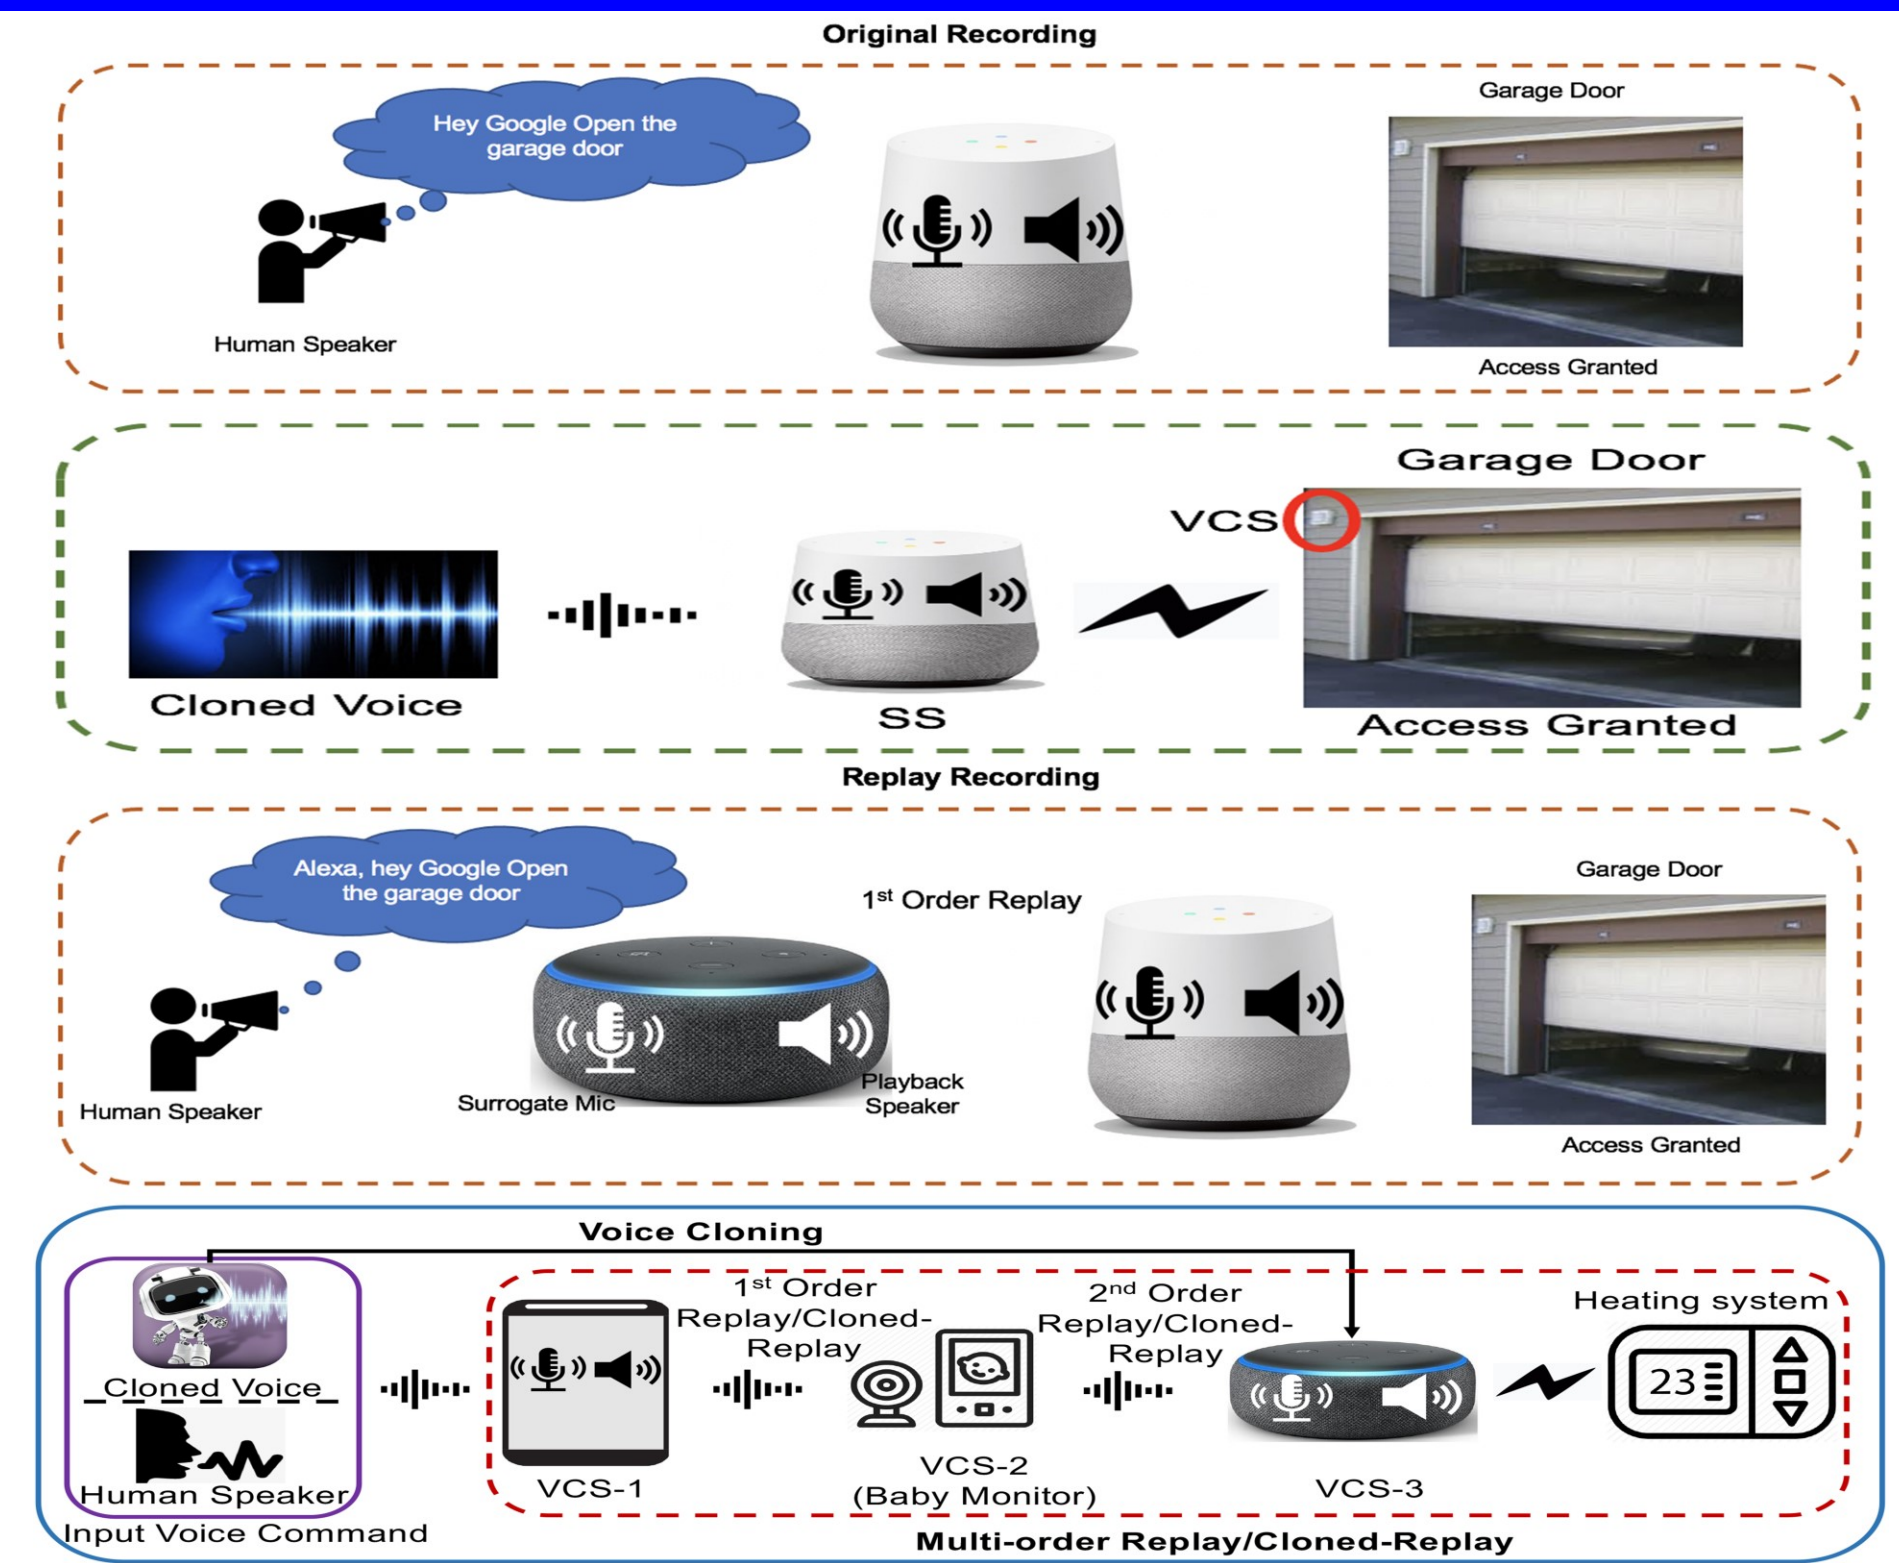 Original Recording
Garage Door
Hey Google Open the
garage door
Human Speaker
Access Granted
Garage Door
VCS
Cloned Voice
SS
Access Granted
Replay Recording
Alexa, hey Google Open
the garage door
1st Order Replay
Garage Door
Human Speaker
Surrogate Mic
Playback
Speaker
Access Granted
Voice Cloning
1st Order
Replay/Cloned-
Replay
2nd Order
Replay/Cloned-
Replay
Heating system
23
Cloned Voice
Human Speaker
Input Voice Command
VCS-1
VCS-2
(Baby Monitor)
VCS-3
Multi-order Replay/Cloned-Replay